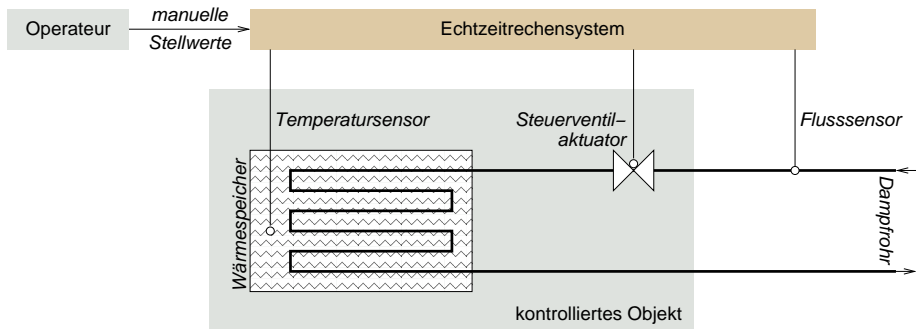 Operateur
manuelle
Stellwerte
Echtzeitrechensystem
Temperatursensor
Steuerventil–
aktuator
Flusssensor
Wärmespeicher
Dampfrohr
kontrolliertes Objekt